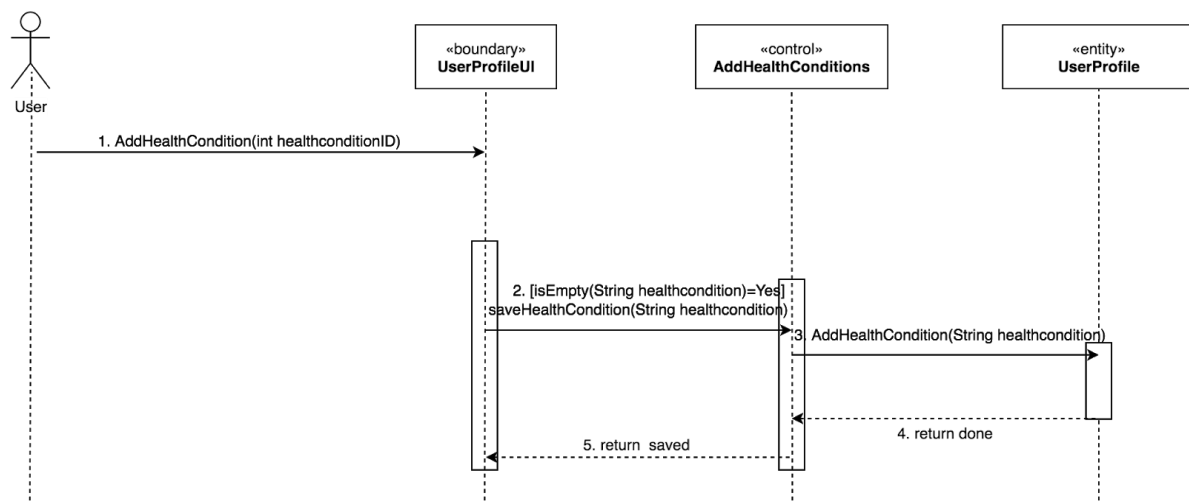 «boundary»
UserProfileUI
«control»
AddHealthConditions
«entity»
UserProfile
User
1. AddHealthCondition(int healthconditionID)
2. [isEmpty(String healthcondition)=Yes]
saveHealthCondition(String healthcondition)
3. AddHealthCondition(String healthcondition)
4. return done
5. return  saved